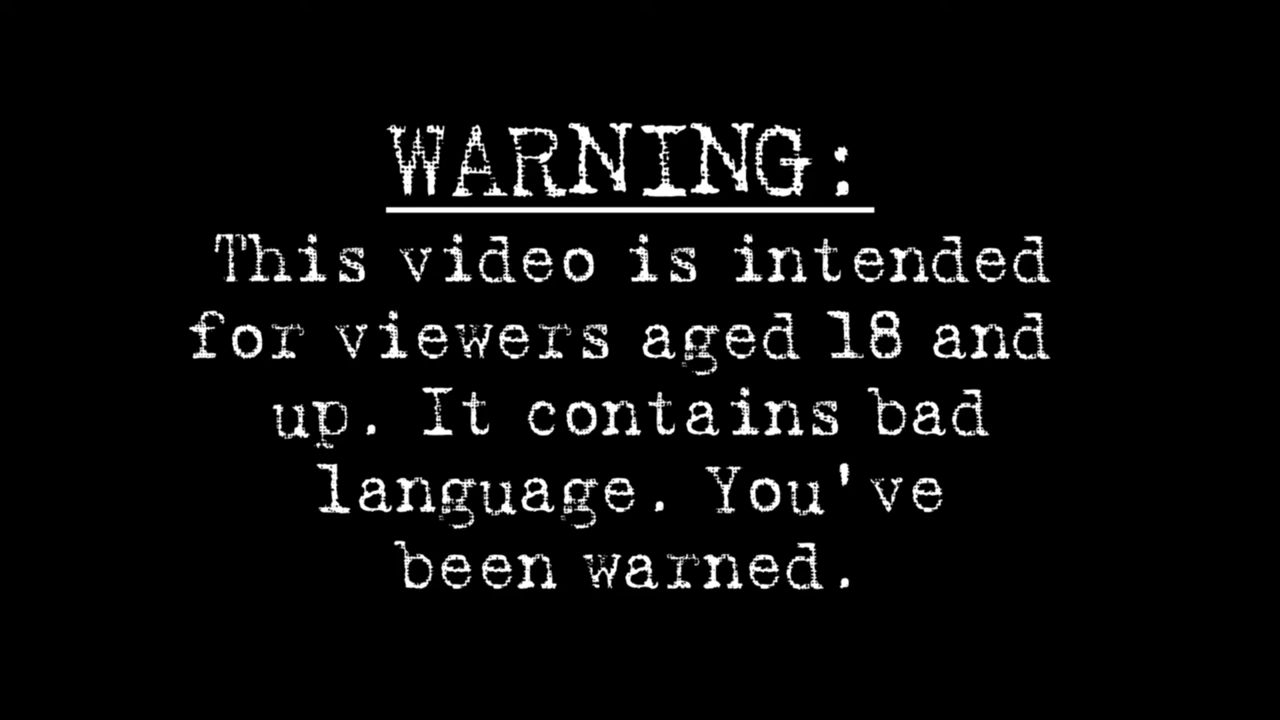 WARNING:
This video is intended
for viewers aged 18 and
up. It contains bad
language. You've
been warned.